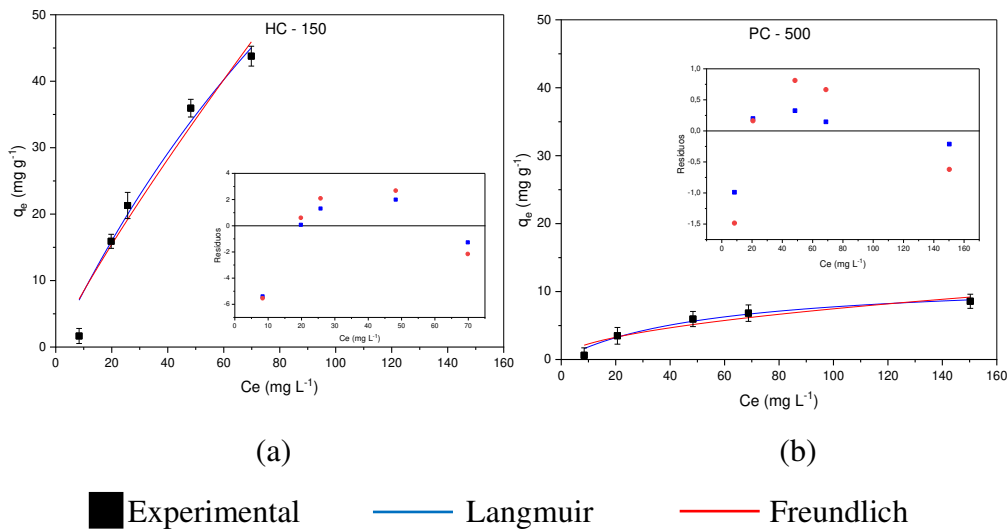 HC - 150
50
40
30
20
10
0
qe (mg g-1)
0 20 40 60 80 100 120 140 160
Ce (mg L-1)
4
2
0
-2
-4
-6
Resíduos
0 10 20 30 40 50 60 70
Ce (mg L-1)
(a)
PC - 500
50
40
30
20
10
0
qe (mg g-1)
0 20 40 60 80 100 120 140 160
Ce (mg L-1)
1,0
0,5
0,0
-0,5
-1,0
-1,5
Resíduos
0 20 40 60 80 100 120 140 160
Ce (mg L-1)
(b)
Experimental Langmuir Freundlich